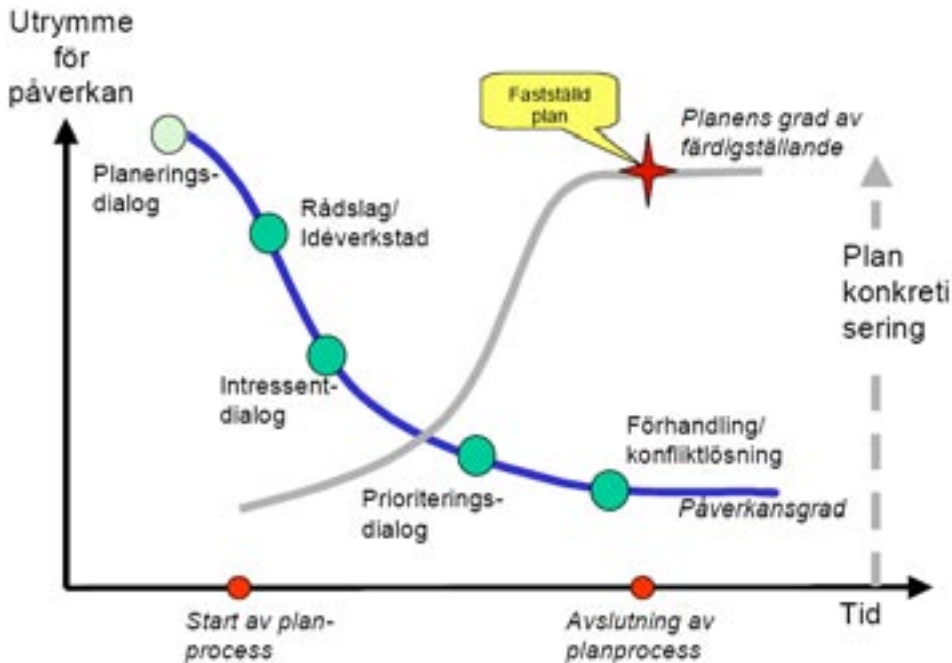 Utrymme
för
påverkan
Fastställd
plan
Planens grad av
färdigställande
Planerings-
dialog
Rådslag/
Idéverkstad
Plan
konkreti
sering
Intressent-
dialog
Förhandling/
konfliktlösning
Prioriterings-
dialog
Påverkansgrad
Start av plan-
process
Avslutning av
planprocess
Tid